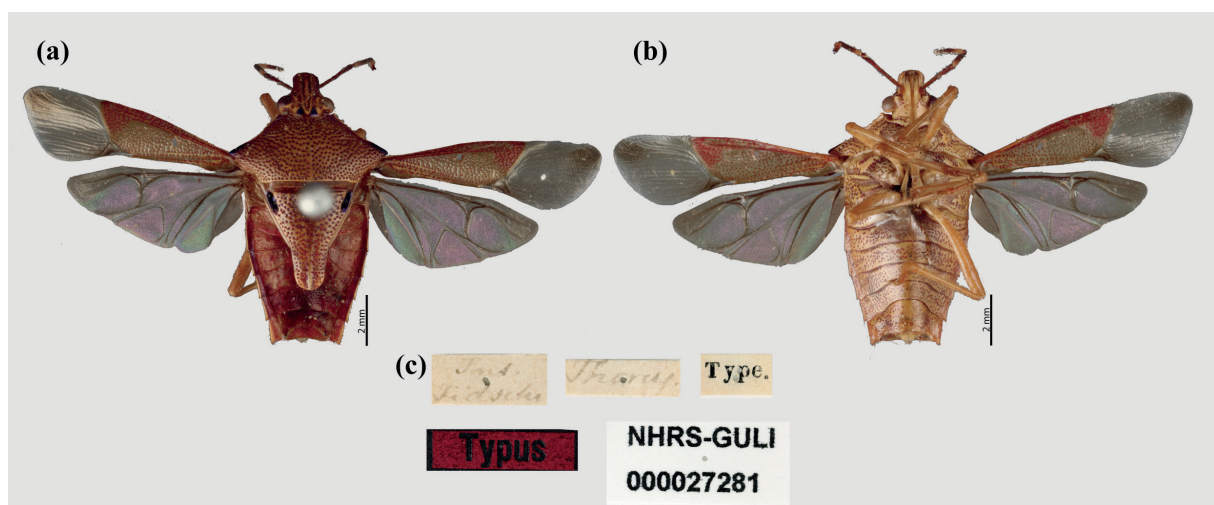 (a)
(b)
2 mm
2 mm
(c)
Ins.
Fidschi
Thorey.
Type.
Typus
NHRS-GULI
000027281